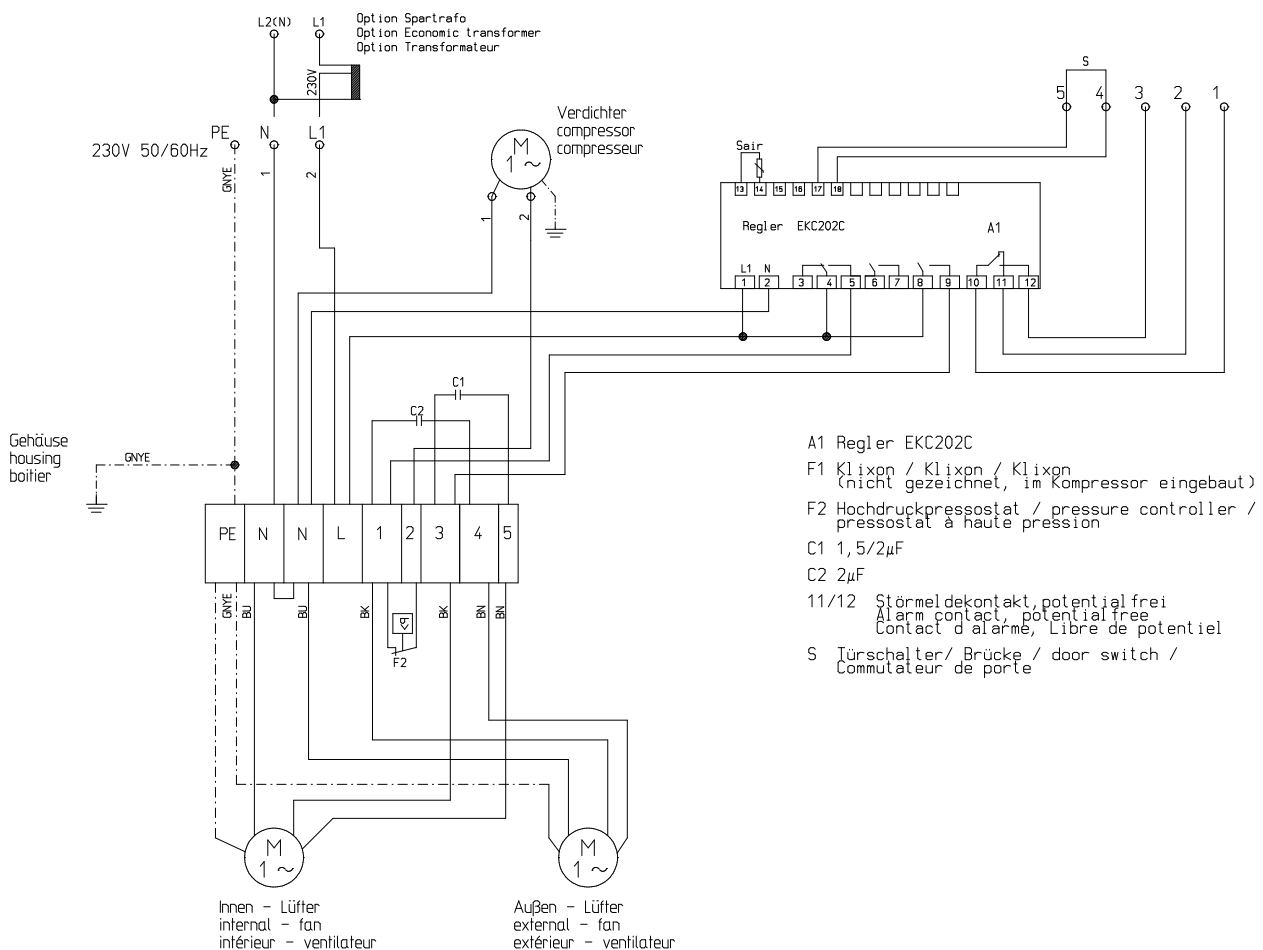 L2(N) L1
Option Spartrafo
Option Economic transformer
Option Transformateur
230V
S
5 4 3 2 1
PE N L1
230V 50/60Hz
GNYE
1 2
Verdichter
compressor
compresseur
M
1 ~
1 2
Sair
13 14 15 16 17 18
Regler EKC202C
A1
L1 N
1 2 3 4 5 6 7 8 9 10 11 12
C1
C2
Gehäuse
housing
boitier
GNYE
PE N N L 1 2 3 4 5
GNYE BU BU BK BK BN BN
P
F2
A1 Regler EKC202C
F1 Klixon / Klixon / Klixon
(nicht gezeichnet, im Kompressor eingebaut)
F2 Hochdruckpressostat / pressure controller /
pressostat à haute pression
C1 1,5/2µF
C2 2µF
11/12 Störmeldekontakt,potentialfrei
Alarm contact, potentialfree
Contact d alarme, Libre de potentiel
S Türschalter/ Brücke / door switch /
Commutateur de porte
M
1 ~
M
1 ~
Innen - Lüfter
internal - fan
intérieur - ventilateur
Außen - Lüfter
external - fan
extérieur - ventilateur